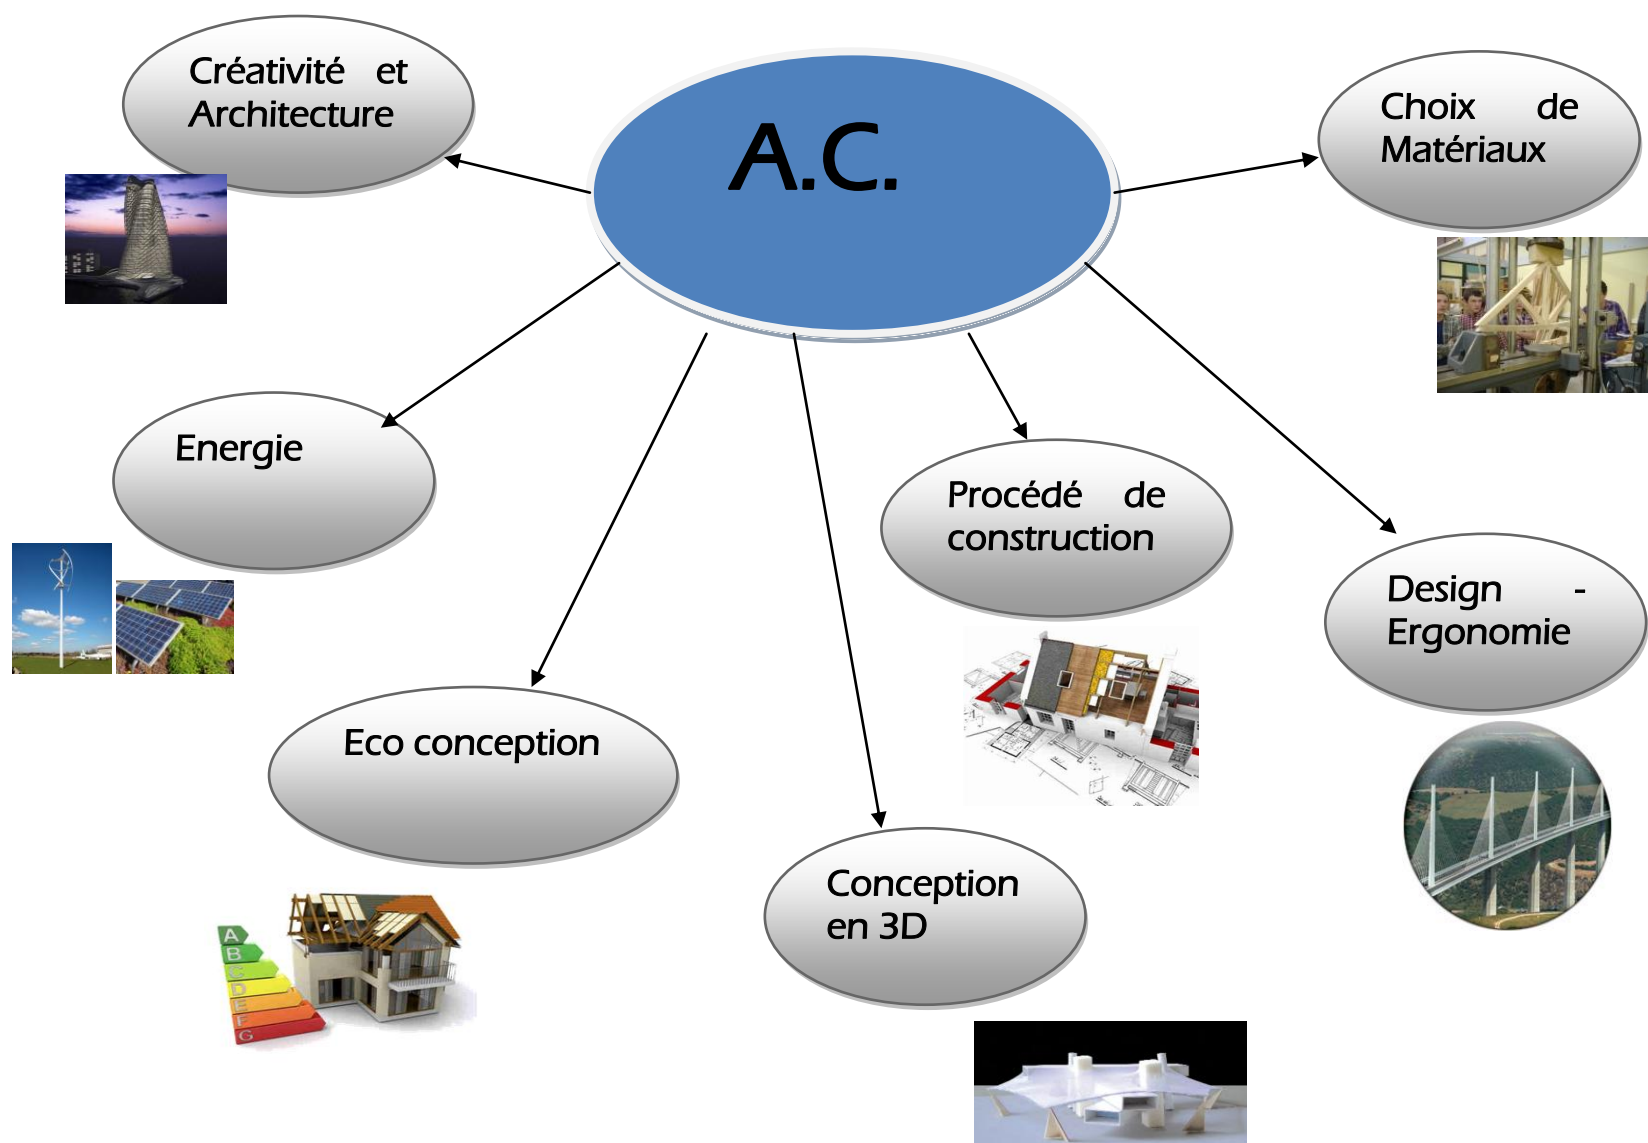 A.C.
Créativité et
Architecture
Choix de
Matériaux
Energie
Procédé de
construction
Design -
Ergonomie
Eco conception
Conception
en 3D
A
B
C
D
E
F
G